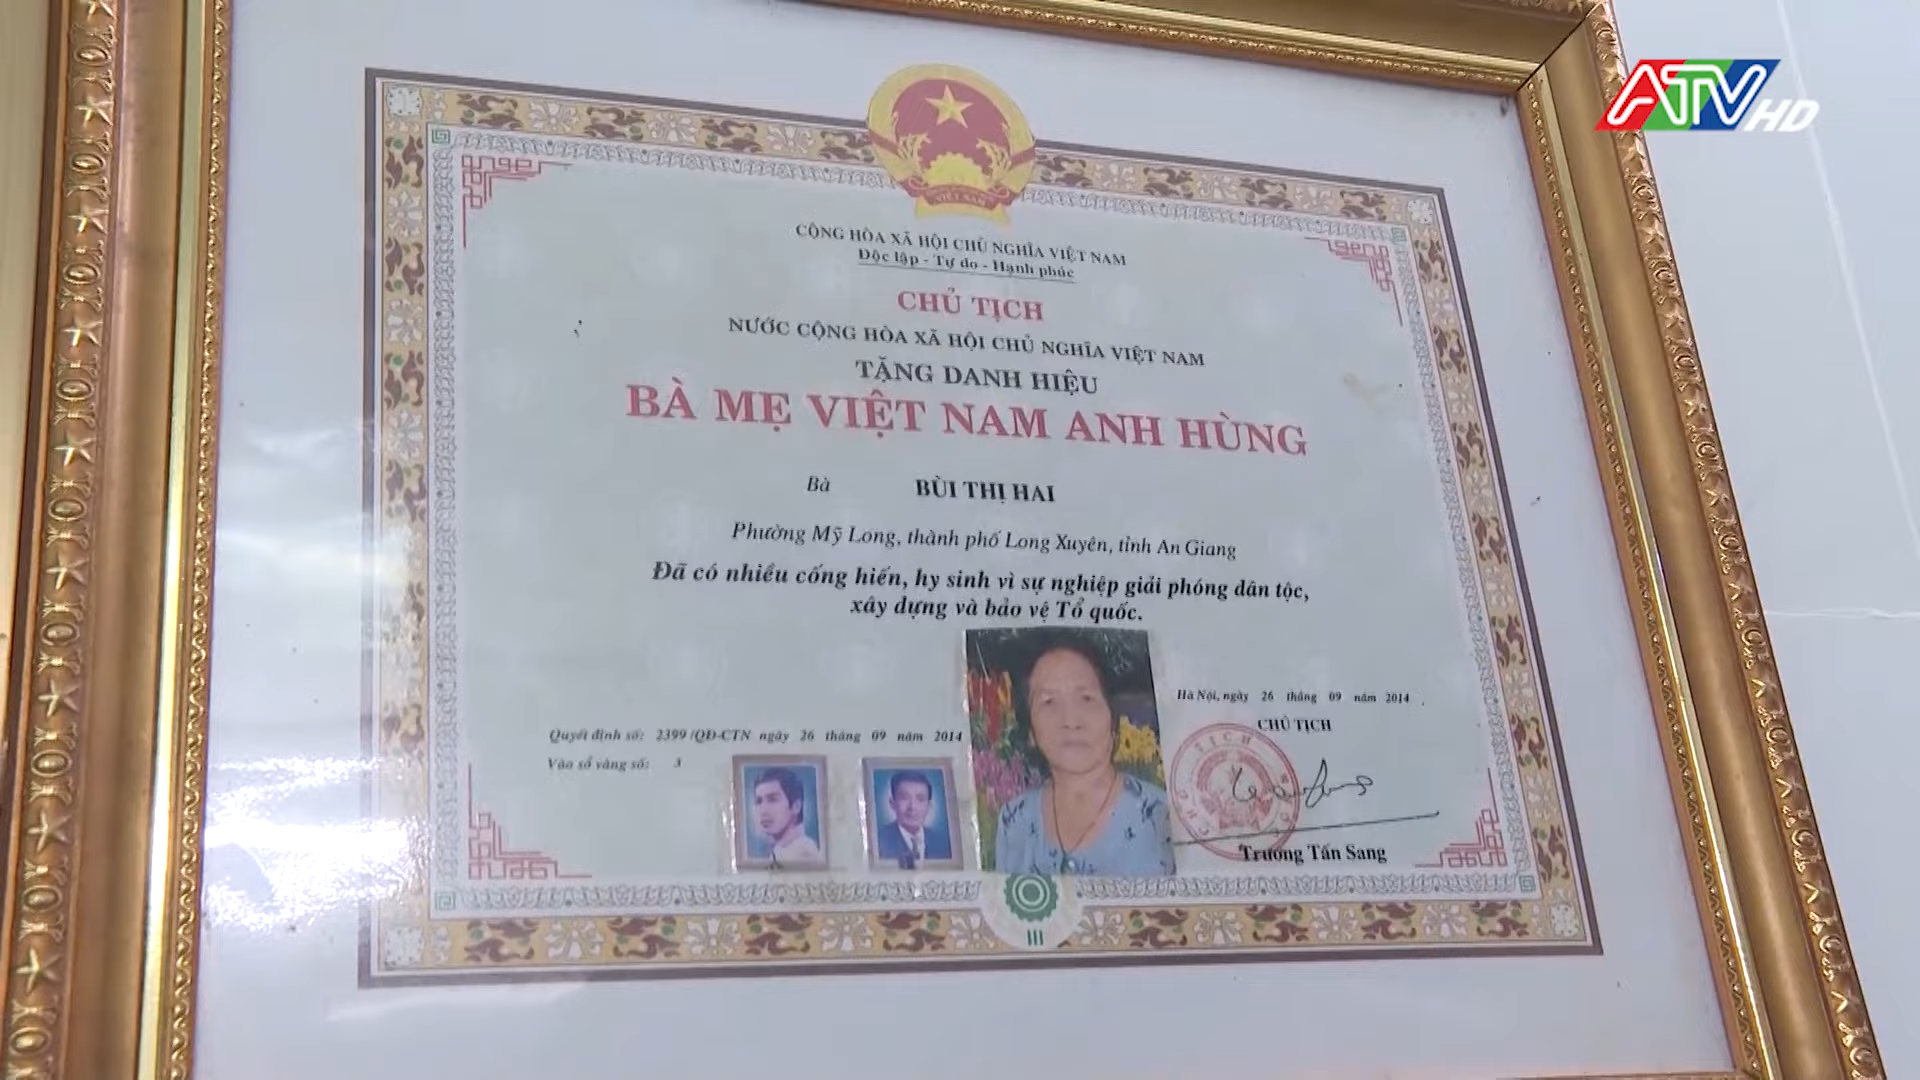 ATV HD
VIỆT NAM
CỘNG HÒA XÃ HỘI CHỦ NGHĨA VIỆT NAM
Độc lập - Tự do - Hạnh phúc
CHỦ TỊCH
NƯỚC CỘNG HÒA XÃ HỘI CHỦ NGHĨA VIỆT NAM
TẶNG DANH HIỆU
BÀ MẸ VIỆT NAM ANH HÙNG
Bà BÙI THỊ HAI
Phường Mỹ Long, thành phố Long Xuyên, tỉnh An Giang
Đã có nhiều cống hiến, hy sinh vì sự nghiệp giải phóng dân tộc,
xây dựng và bảo vệ Tổ quốc.
Hà Nội, ngày 26 tháng 09 năm 2014
CHỦ TỊCH
Quyết định số: 2399/QĐ-CTN ngày 26 tháng 09 năm 2014
Vào sổ vàng số: 3
Trương Tấn Sang